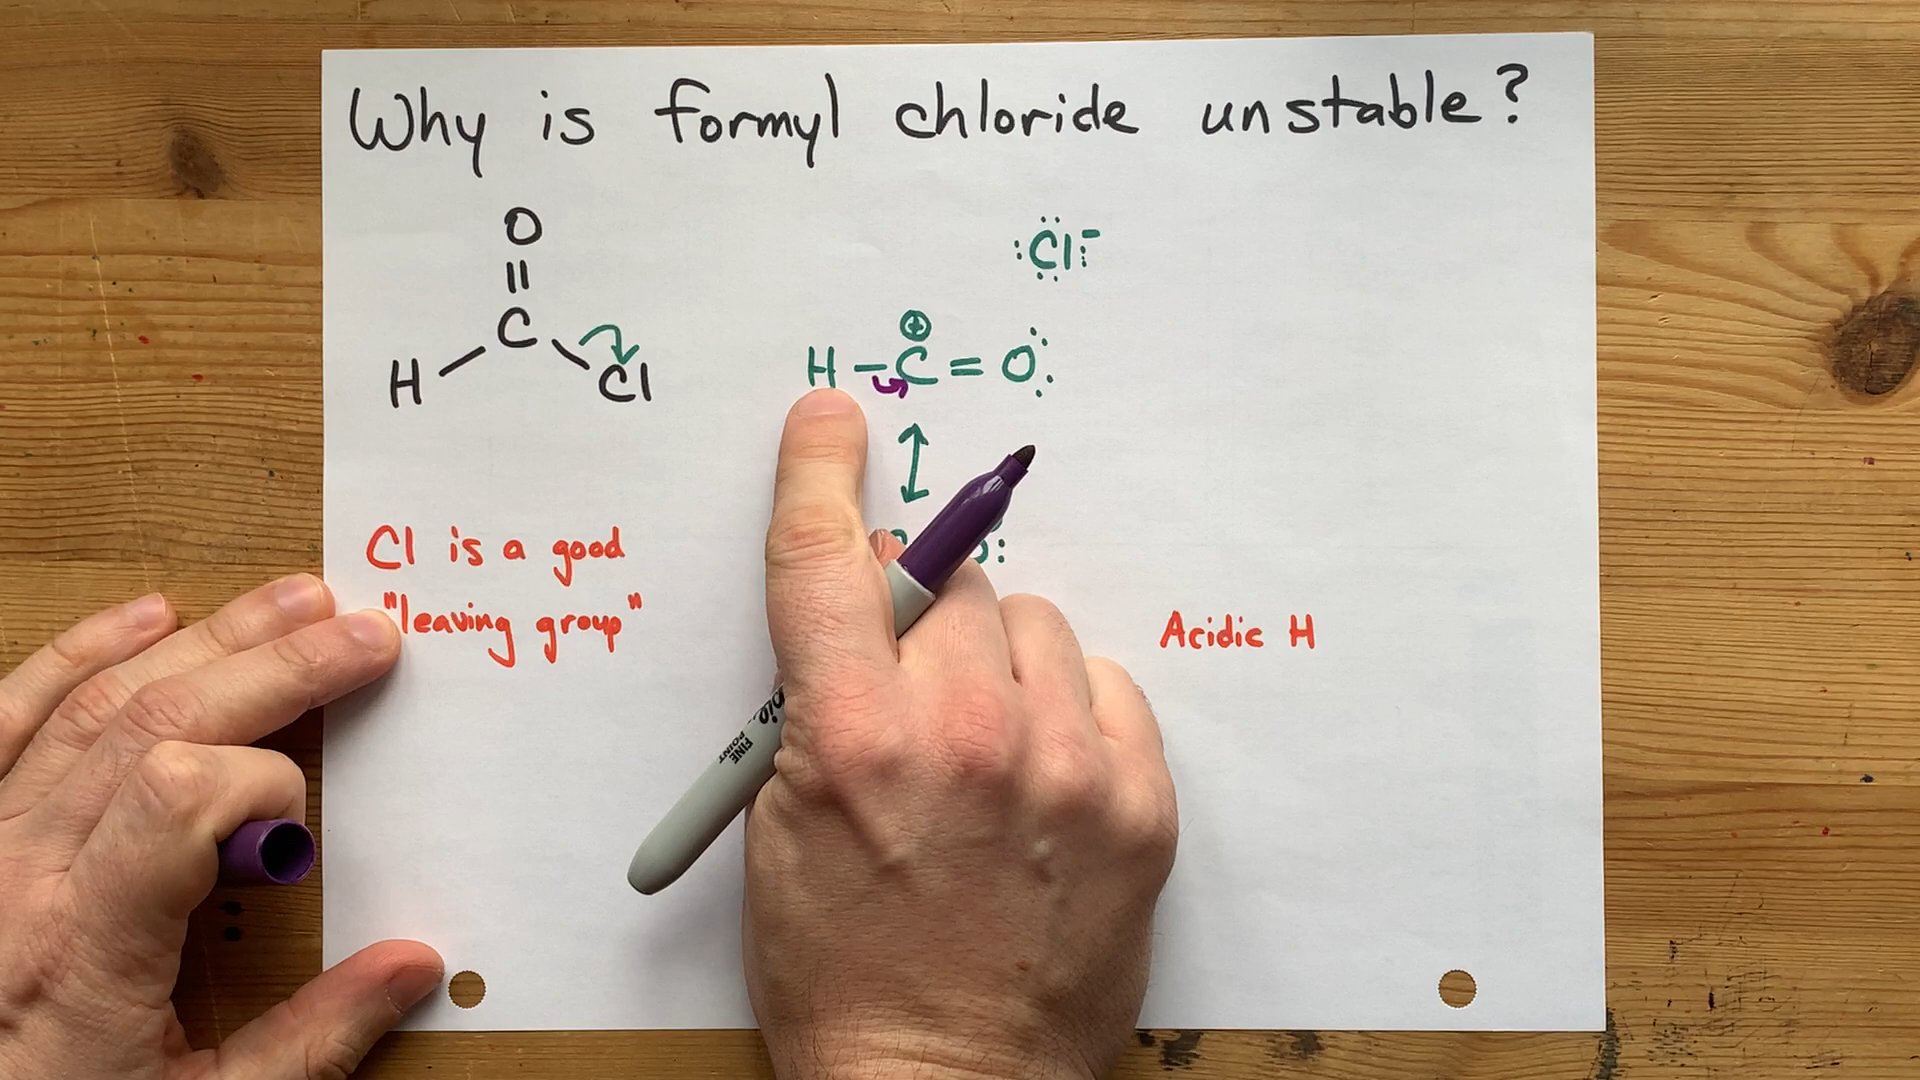 Why is formyl chloride unstable?
O
||
C
H
Cl
:Cl:-
⊕
H - C = O:
Cl is a good
"leaving group"
Acidic H
FINE
POINT